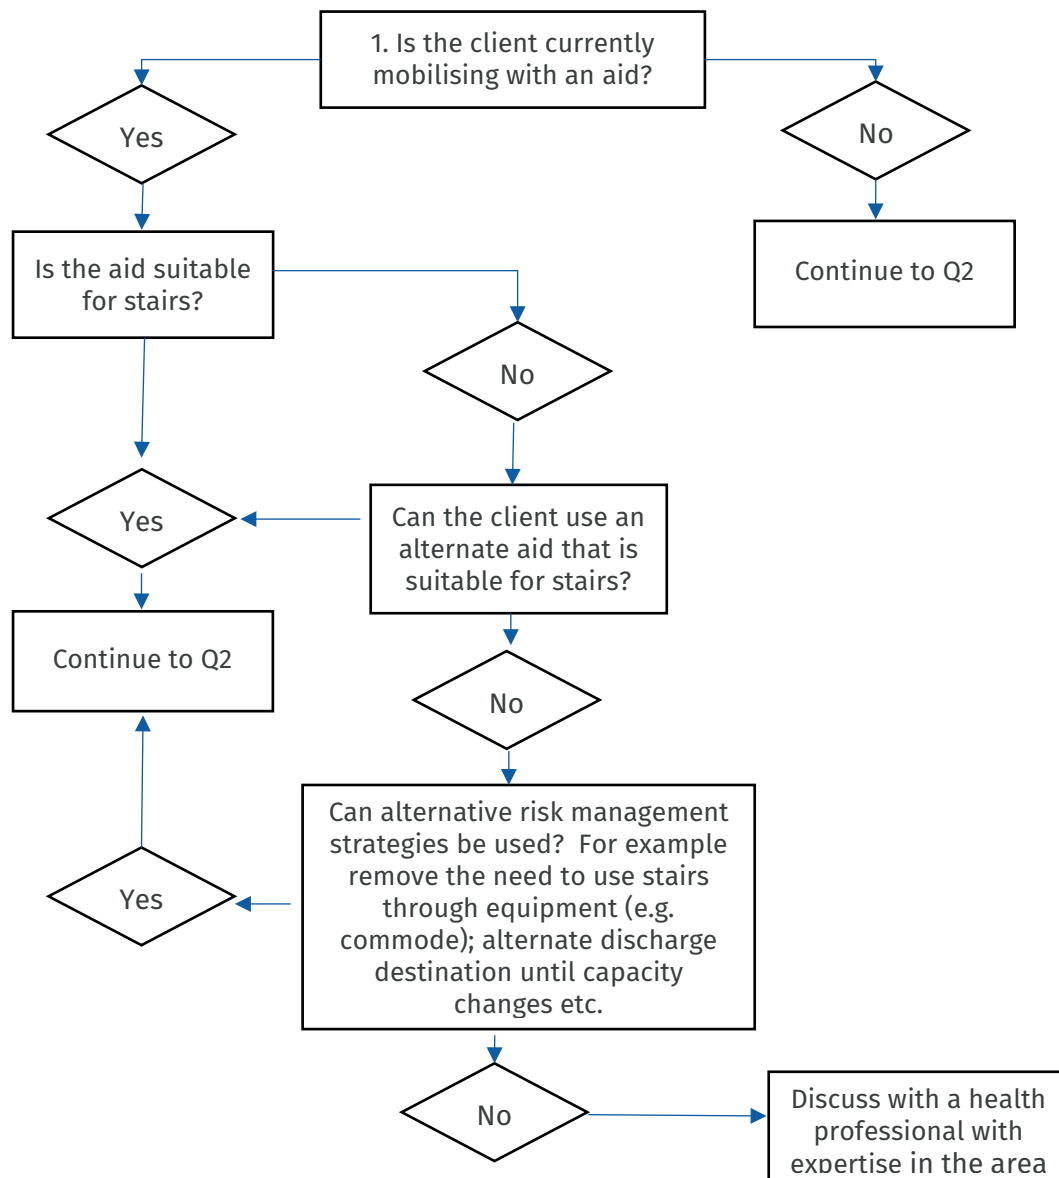 1. Is the client currently
mobilising with an aid?
Yes
No
Is the aid suitable
for stairs?
Continue to Q2
No
Yes
Can the client use an
alternate aid that is
suitable for stairs?
Continue to Q2
No
Can alternative risk management
strategies be used?  For example
remove the need to use stairs
through equipment (e.g.
commode); alternate discharge
destination until capacity
changes etc.
Yes
No
Discuss with a health
professional with
expertise in the area